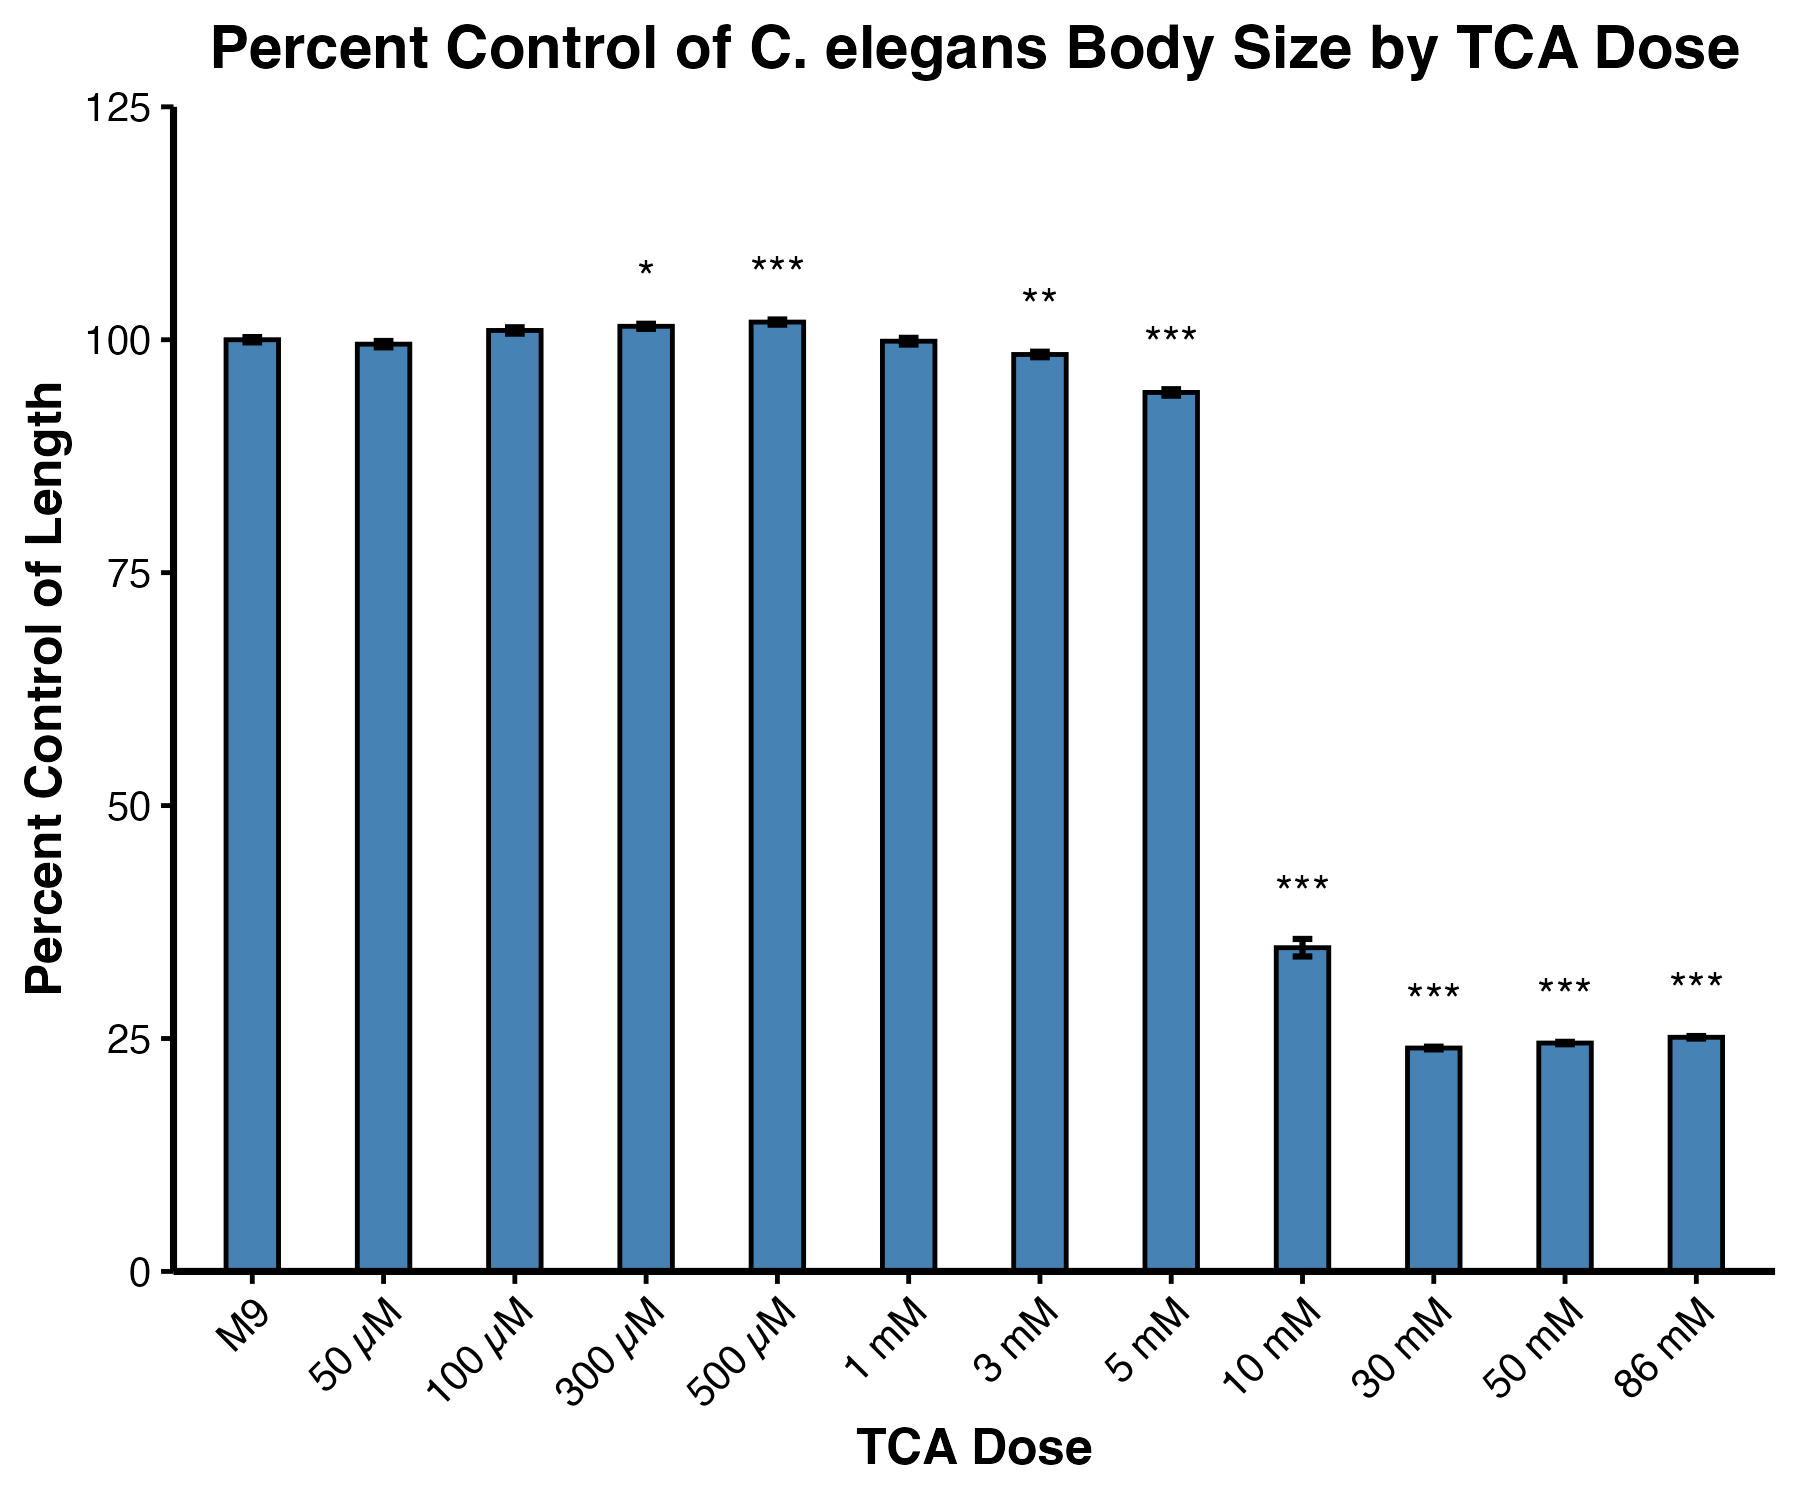 Percent Control of C. elegans Body Size by TCA Dose
Percent Control of Length
125
100
75
50
25
0
*
***
**
***
***
***
***
***
M9
50 µM
100 µM
300 µM
500 µM
1 mM
3 mM
5 mM
10 mM
30 mM
50 mM
86 mM
TCA Dose